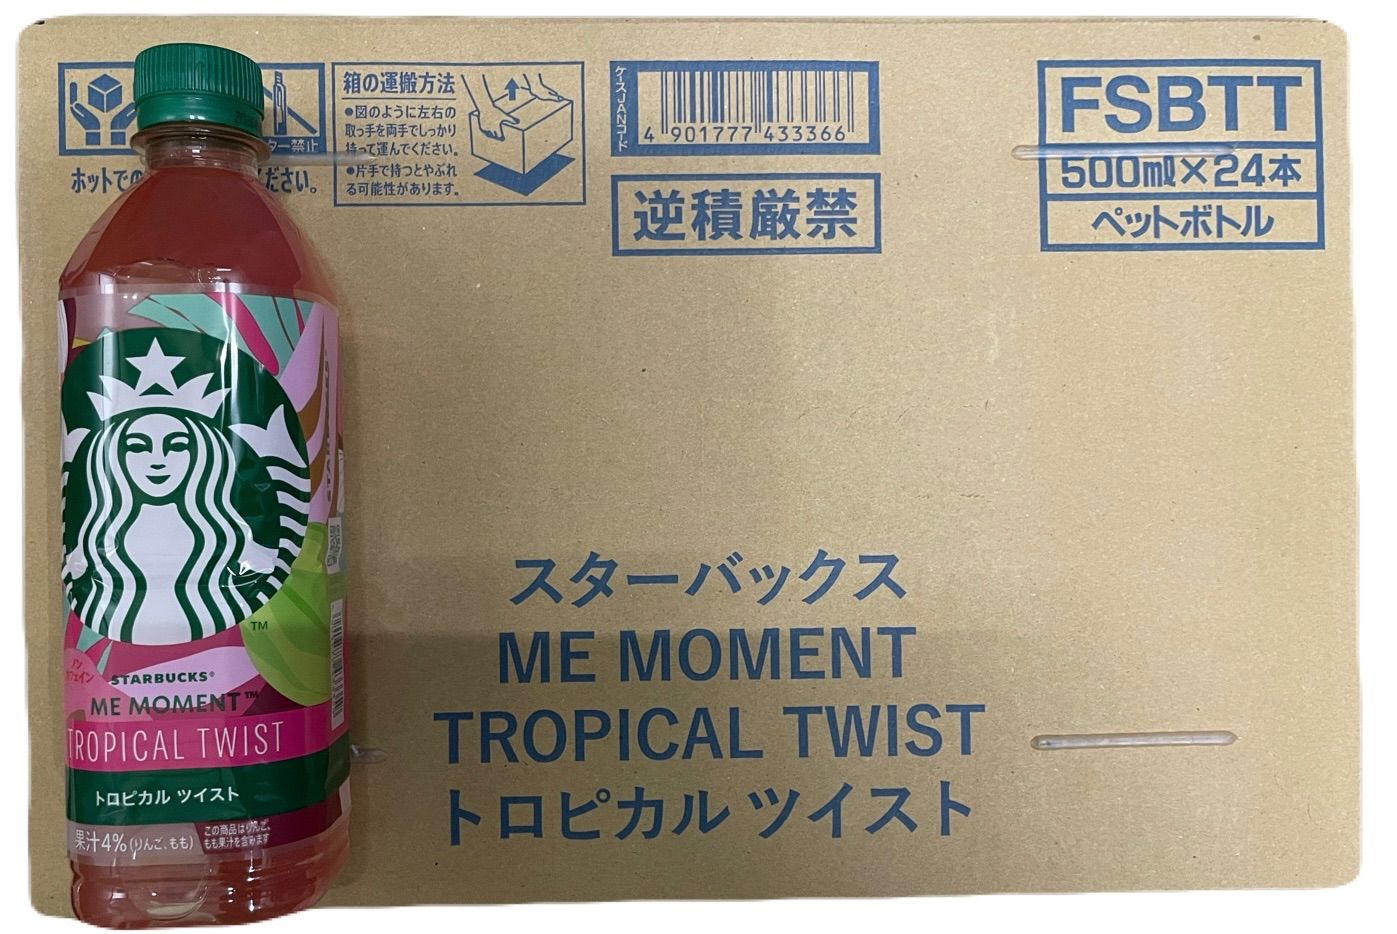 ター禁止
ホットでの
ださい。
箱の運搬方法
●図のように左右の
取っ手を両手でしっかり
持って運んでください。
●片手で持つとやぶれ
る可能性があります。
ケースJANコード
4 901777 433366
逆積厳禁
FSBTT
500ml×24本
ペットボトル
スターバックス
ME MOMENT
TROPICAL TWIST
トロピカル ツイスト
STARBUCKS
TM
ノン
カフェイン
STARBUCKS®
ME MOMENT™
TROPICAL TWIST
トロピカル ツイスト
果汁4%(りんご、もも)
この商品はりんご、
もも果汁を含みます